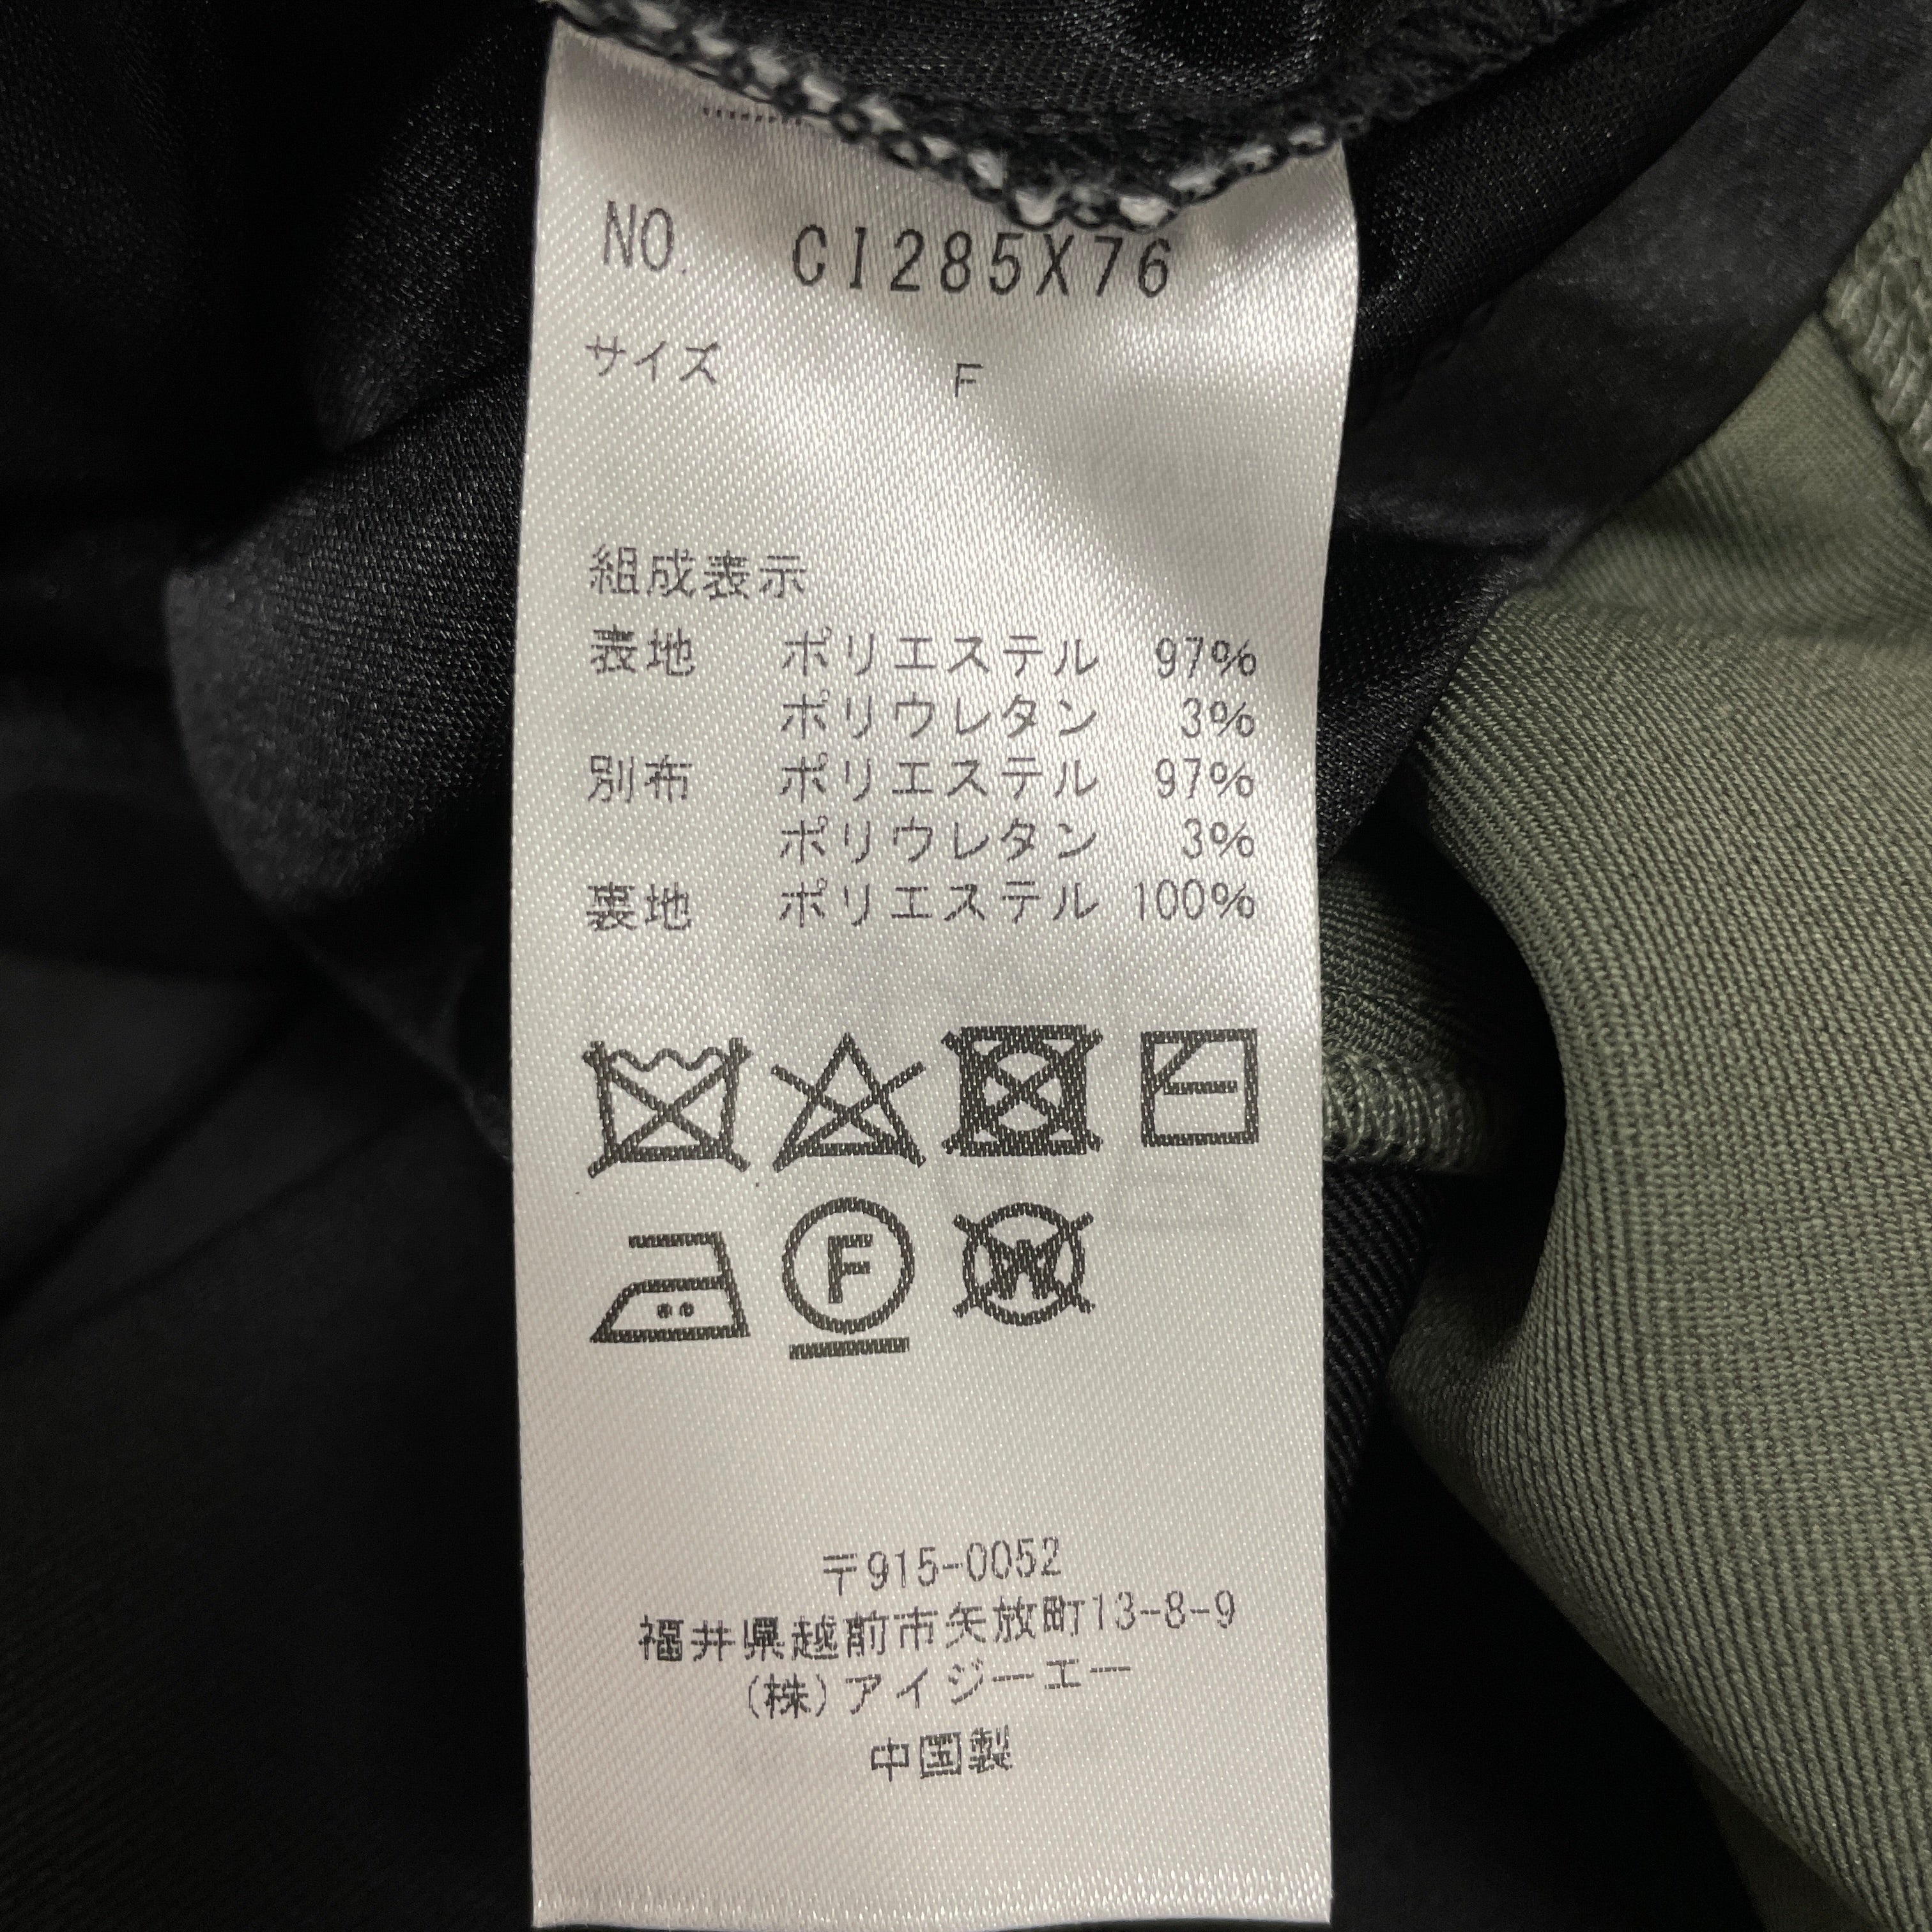 NO. CI285X76
サイズ F
組成表示
表地 ポリエステル 97%
ポリウレタン 3%
別布 ポリエステル 97%
ポリウレタン 3%
裏地 ポリエステル 100%
F
W
〒915-0052
福井県越前市矢放町13-8-9
(株)アイジーエー
中国製